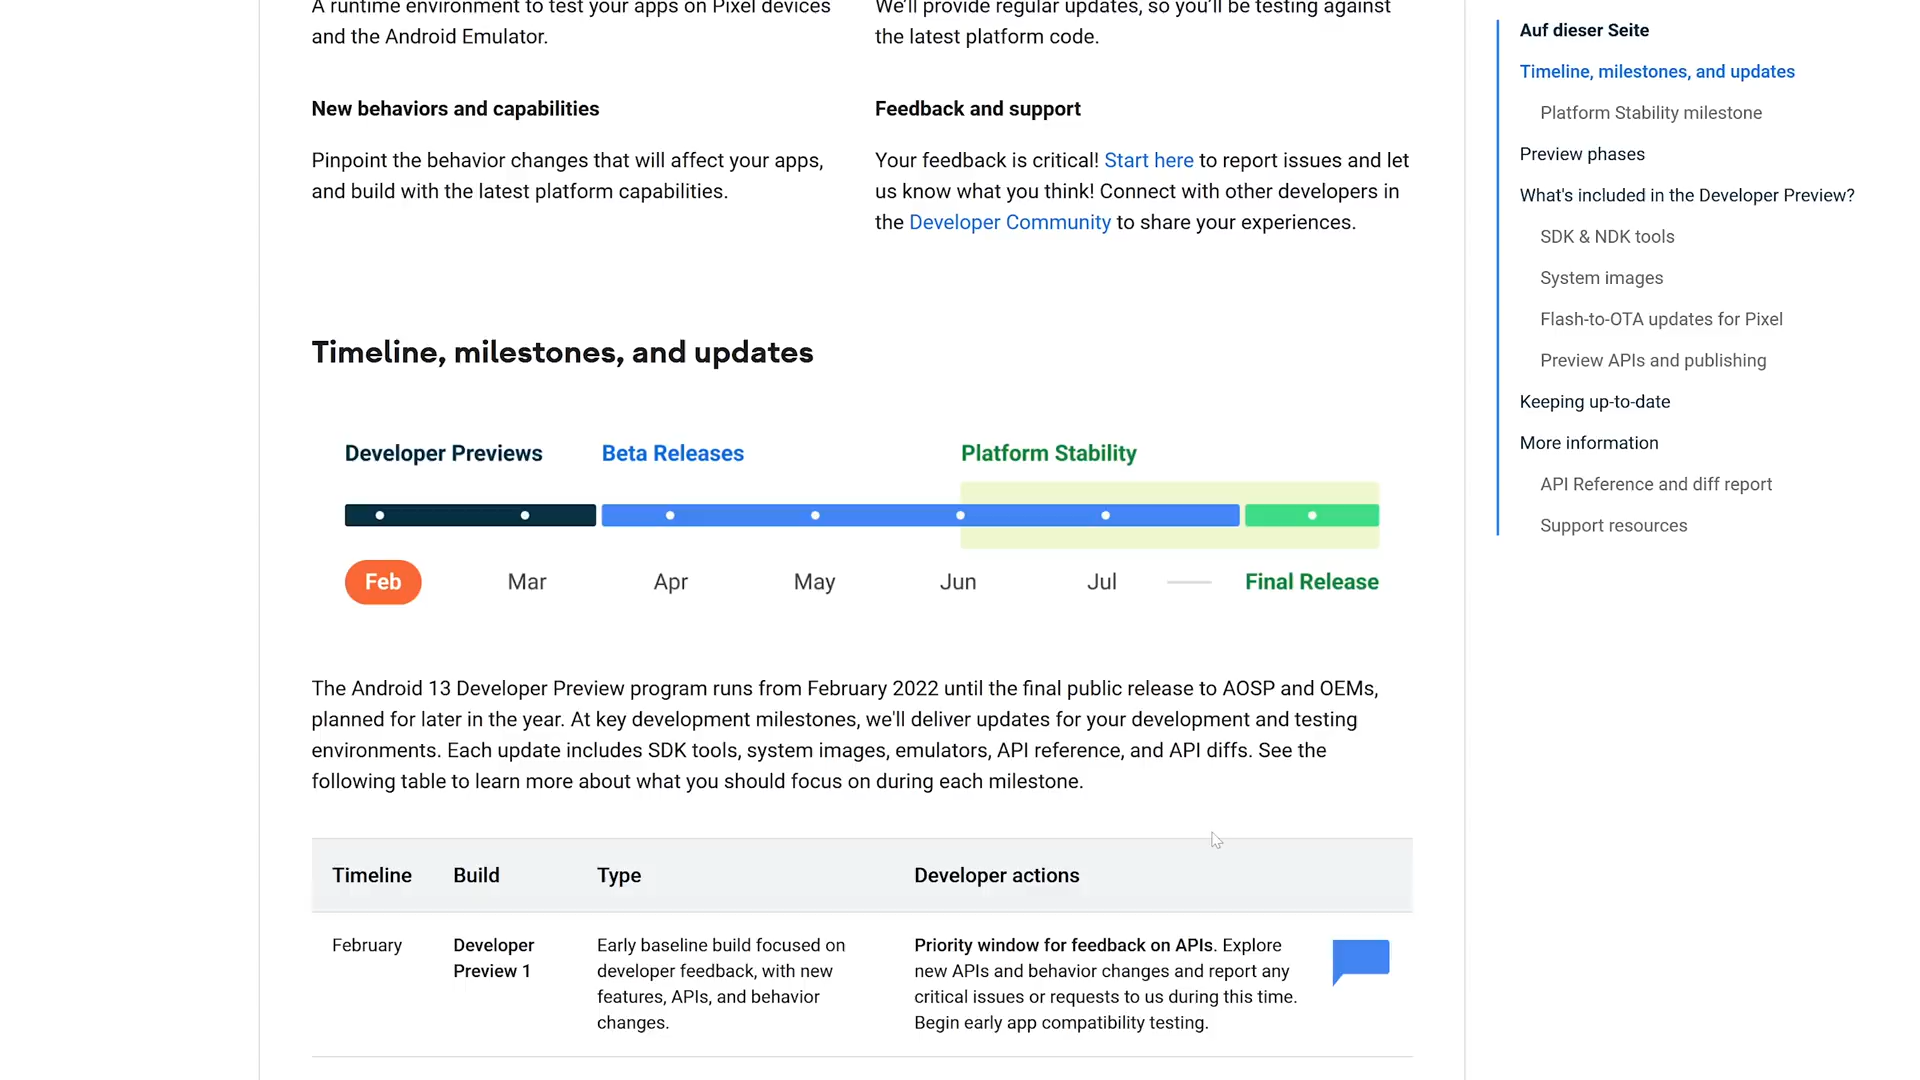 A runtime environment to test your apps on Pixel devices
and the Android Emulator.
We'll provide regular updates, so you'll be testing against
the latest platform code.
New behaviors and capabilities
Pinpoint the behavior changes that will affect your apps,
and build with the latest platform capabilities.
Feedback and support
Your feedback is critical! Start here to report issues and let
us know what you think! Connect with other developers in
the Developer Community to share your experiences.
Timeline, milestones, and updates
Developer Previews
Beta Releases
Platform Stability
Feb
Mar
Apr
May
Jun
Jul
Final Release
The Android 13 Developer Preview program runs from February 2022 until the final public release to AOSP and OEMs,
planned for later in the year. At key development milestones, we'll deliver updates for your development and testing
environments. Each update includes SDK tools, system images, emulators, API reference, and API diffs. See the
following table to learn more about what you should focus on during each milestone.
Timeline
Build
Type
Developer actions
February
Developer
Preview 1
Early baseline build focused on
developer feedback, with new
features, APIs, and behavior
changes.
Priority window for feedback on APIs. Explore
new APIs and behavior changes and report any
critical issues or requests to us during this time.
Begin early app compatibility testing.
Auf dieser Seite
Timeline, milestones, and updates
Platform Stability milestone
Preview phases
What's included in the Developer Preview?
SDK & NDK tools
System images
Flash-to-OTA updates for Pixel
Preview APIs and publishing
Keeping up-to-date
More information
API Reference and diff report
Support resources